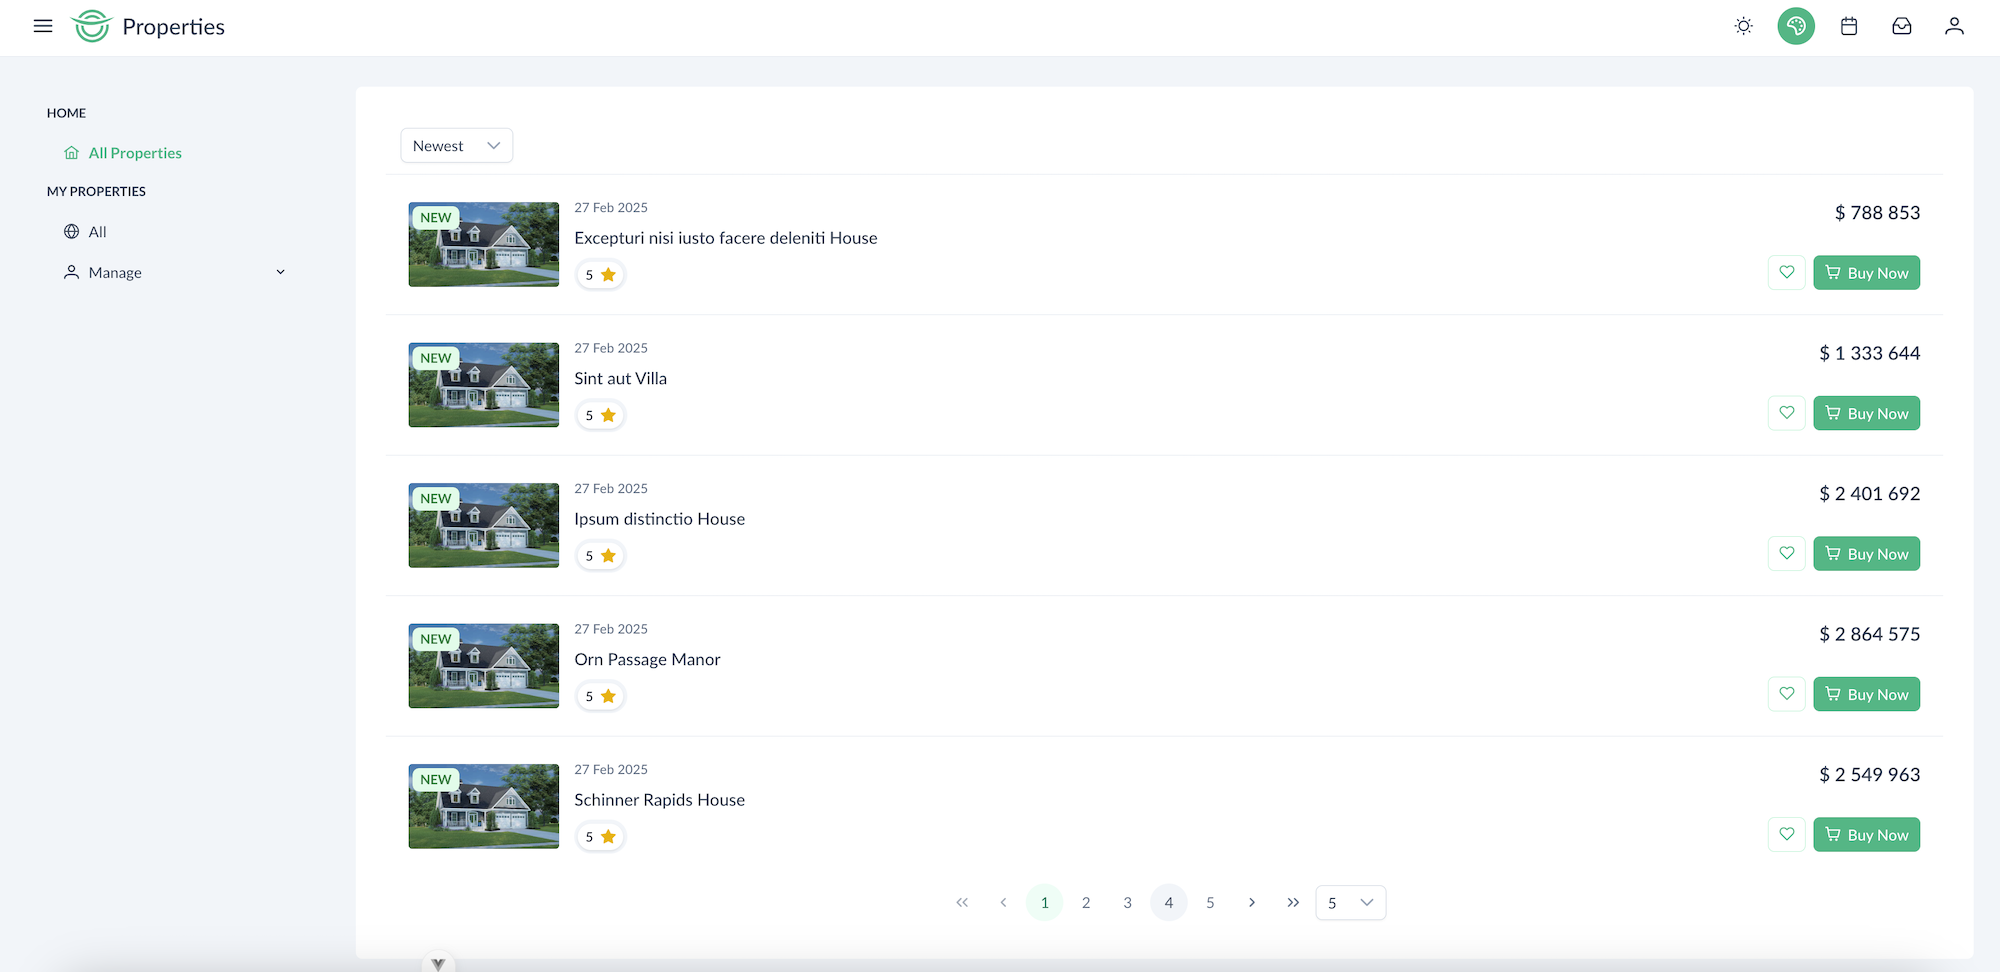 Properties
HOME
All Properties
MY PROPERTIES
All
Manage
Newest
NEW
27 Feb 2025
Excepturi nisi iusto facere deleniti House
5
$ 788 853
Buy Now
NEW
27 Feb 2025
Sint aut Villa
5
$ 1 333 644
Buy Now
NEW
27 Feb 2025
Ipsum distinctio House
5
$ 2 401 692
Buy Now
NEW
27 Feb 2025
Orn Passage Manor
5
$ 2 864 575
Buy Now
NEW
27 Feb 2025
Schinner Rapids House
5
$ 2 549 963
Buy Now
1 2 3 4 5 5